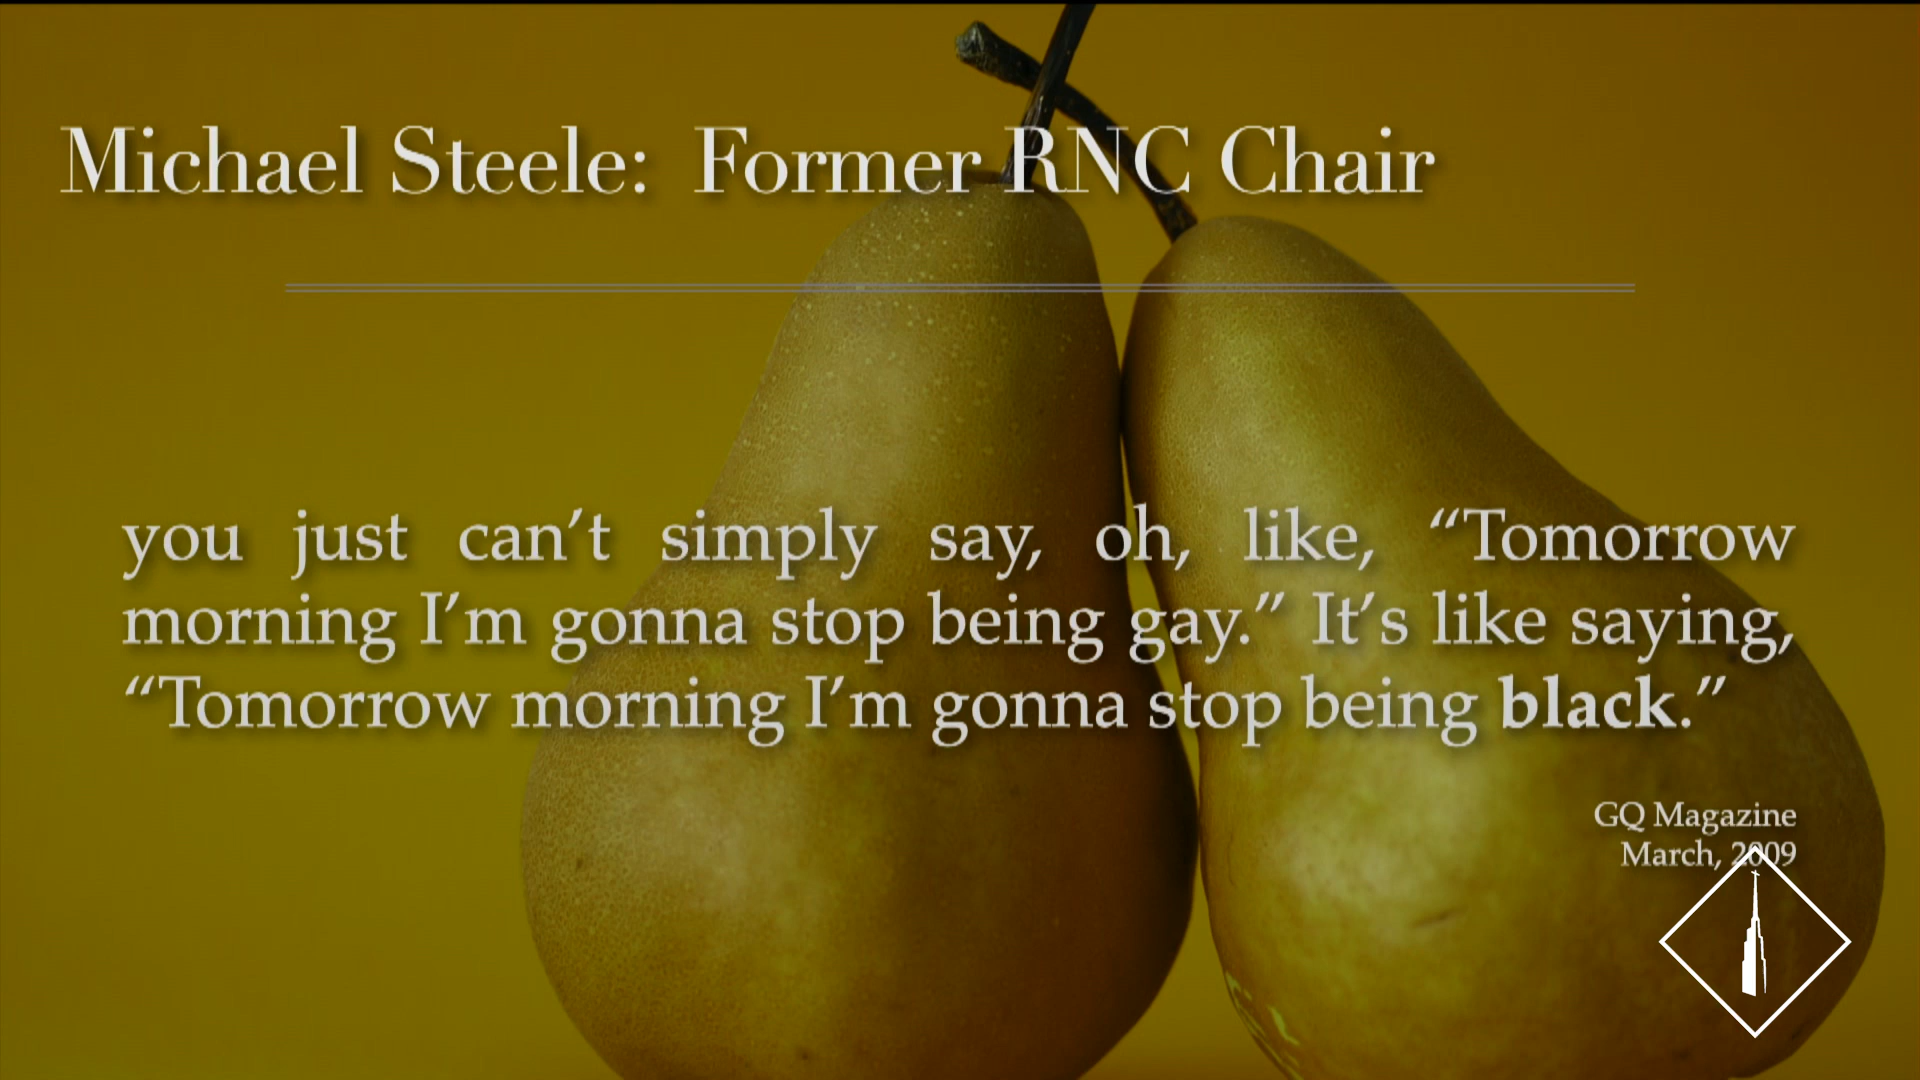 Michael Steele: Former RNC Chair
you just can’t simply say, oh, like, “Tomorrow
morning I’m gonna stop being gay.” It’s like saying,
“Tomorrow morning I’m gonna stop being black.”
GQ Magazine
March, 2009